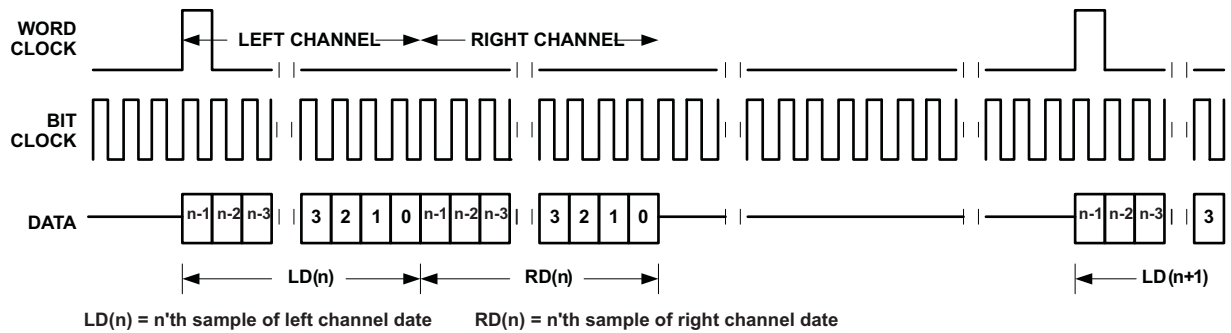 WORD CLOCK
LEFT CHANNEL RIGHT CHANNEL
BIT CLOCK
DATA
n-1 n-2 n-3 3 2 1 0 n-1 n-2 n-3 3 2 1 0 n-1 n-2 n-3 3
LD(n) RD(n) LD(n+1)
LD(n) = n'th sample of left channel date RD(n) = n'th sample of right channel date